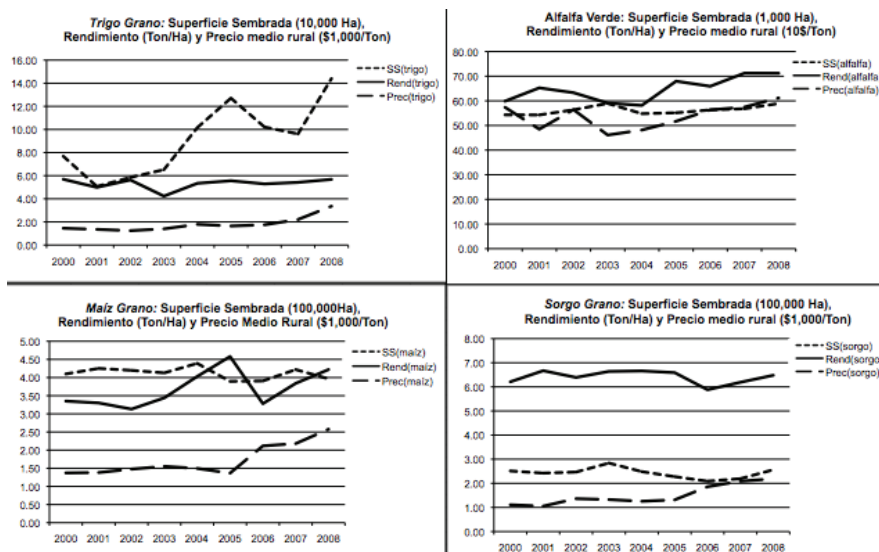 Trigo Grano: Superficie Sembrada (10,000 Ha),
Rendimiento (Ton/Ha) y Precio medio rural ($1,000/Ton)
16.00
14.00
12.00
10.00
8.00
6.00
4.00
2.00
0.00
SS(trigo)
Rend(trigo)
Prec(trigo)
2000 2001 2002 2003 2004 2005 2006 2007 2008
Alfalfa Verde: Superficie Sembrada (1,000 Ha),
Rendimiento (Ton/Ha) y Precio medio rural (10$/Ton)
80.00
70.00
60.00
50.00
40.00
30.00
20.00
10.00
0.00
SS(alfalfa)
Rend(alfalfa)
Prec(alfalfa)
2000 2001 2002 2003 2004 2005 2006 2007 2008
Maíz Grano: Superficie Sembrada (100,000Ha),
Rendimiento (Ton/Ha) y Precio Medio Rural ($1,000/Ton)
5.00
4.50
4.00
3.50
3.00
2.50
2.00
1.50
1.00
0.50
0.00
SS(maíz)
Rend(maíz)
Prec(maíz)
2000 2001 2002 2003 2004 2005 2006 2007 2008
Sorgo Grano: Superficie Sembrada (100,000 Ha),
Rendimiento (Ton/Ha) y Precio medio rural ($1,000/Ton)
8.00
7.00
6.00
5.00
4.00
3.00
2.00
1.00
0.00
SS(sorgo)
Rend(sorgo)
Prec(sorgo)
2000 2001 2002 2003 2004 2005 2006 2007 2008